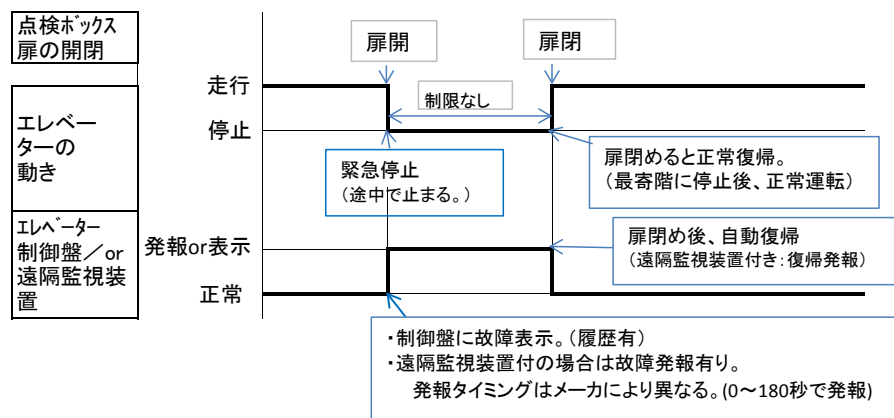 点検ボックス
扉の開閉
扉開
扉閉
走行
制限なし
エレベー
ターの
動き
停止
緊急停止
（途中で止まる。）
扉閉めると正常復帰。
（最寄階に停止後、正常運転）
ｴﾚﾍﾞｰﾀｰ
制御盤／or
遠隔監視装
置
発報or表示
扉閉め後、自動復帰
（遠隔監視装置付き：復帰発報）
正常
・制御盤に故障表示。（履歴有）
・遠隔監視装置付の場合は故障発報有り。
発報タイミングはメーカにより異なる。(0～180秒で発報)